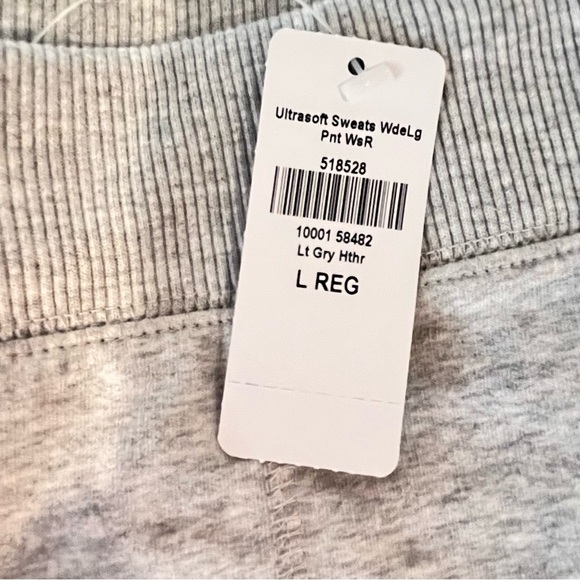 Ultrasoft Sweats WdeLg
Pnt WsR
518528
10001 58482
Lt Gry Hthr
L REG